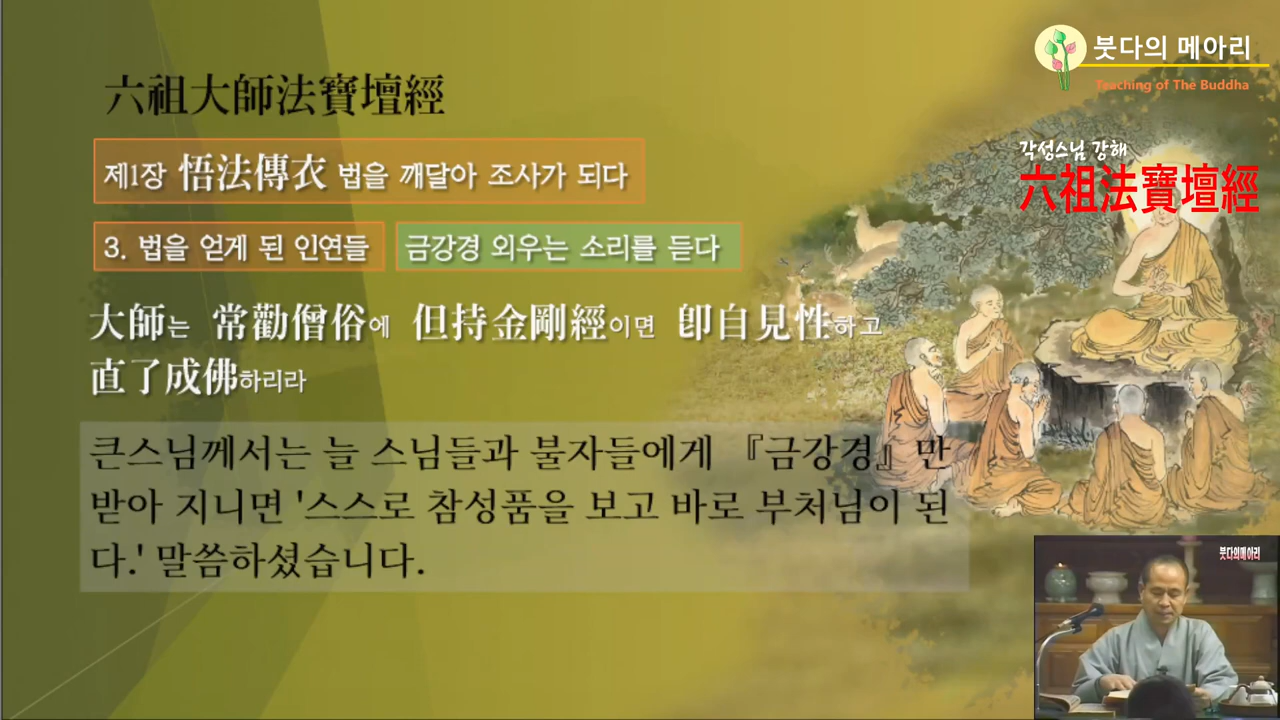 붓다의 메아리
Teaching of The Buddha
六祖大師法寶壇經
각성스님 강해
六祖法寶壇經
제1장 悟法傳衣 법을 깨달아 조사가 되다
3. 법을 얻게 된 인연들
금강경 외우는 소리를 듣다
大師는 常勸僧俗에 但持金剛經이면 卽自見性하고
直了成佛하리라
큰스님께서는 늘 스님들과 불자들에게 『금강경』만
받아 지니면 '스스로 참성품을 보고 바로 부처님이 된
다.' 말씀하셨습니다.
붓다의메아리